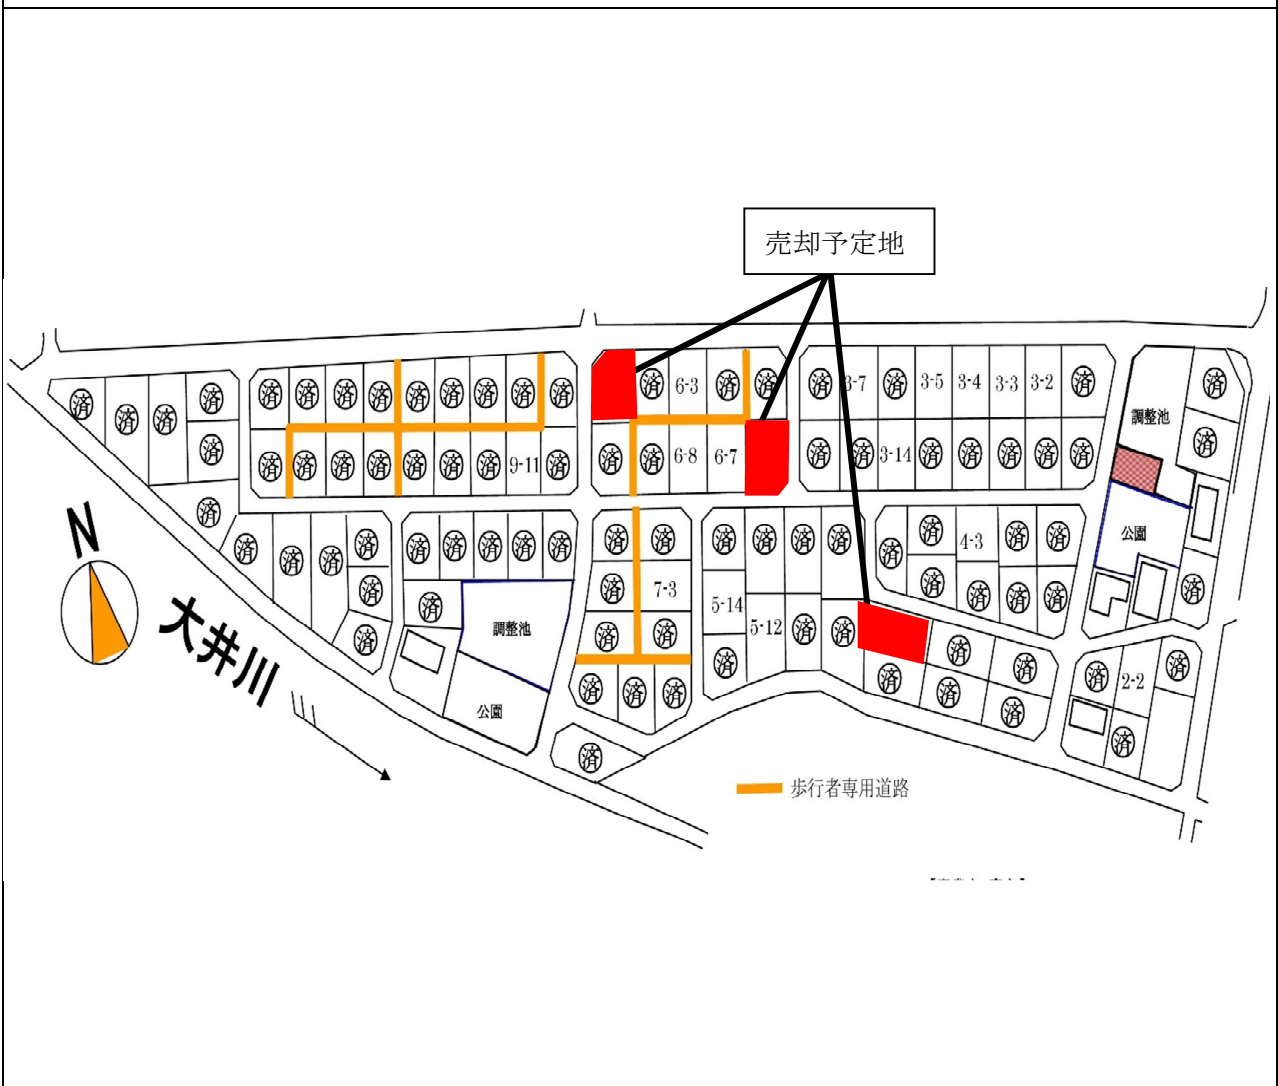 売却予定地
済 6-3 済 済 済 3-7 済 3-5 3-4 3-3 3-2 済
済 済 済 済 済 済 済 済 済
済 済 済 済
済
調整池 済
済
済 済 済 済 済 済 済 9-11 済
済 済 6-8 6-7
済 済 3-14 済 済 済 済 済
済
公園
済
済 済 済 済
済
済
済 済 済 済 済
済
調整池
公園
済 済
済 7-3
済 済
済 済 済
済
済 済 済 済
5-14 5-12 済 済
済
済 済 4-3 済 済
済 済 済 済
済 済
済 済 済
済 2-2 済
済
N
大井川
歩行者専用道路